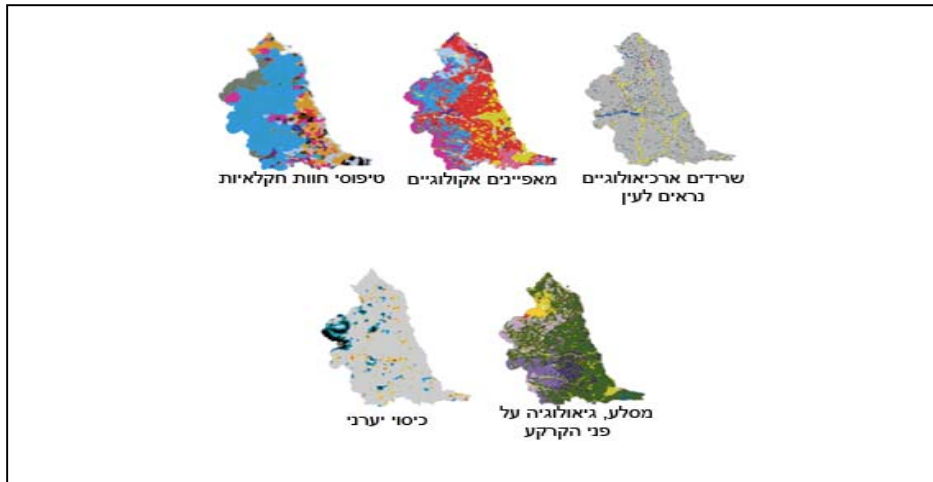 שרידים ארכיאולוגיים
נראים לעין
מאפיינים אקולוגיים
טיפוסי חוות חקלאיות
מסלע, גיאולוגיה על
פני הקרקע
כיסוי יערני